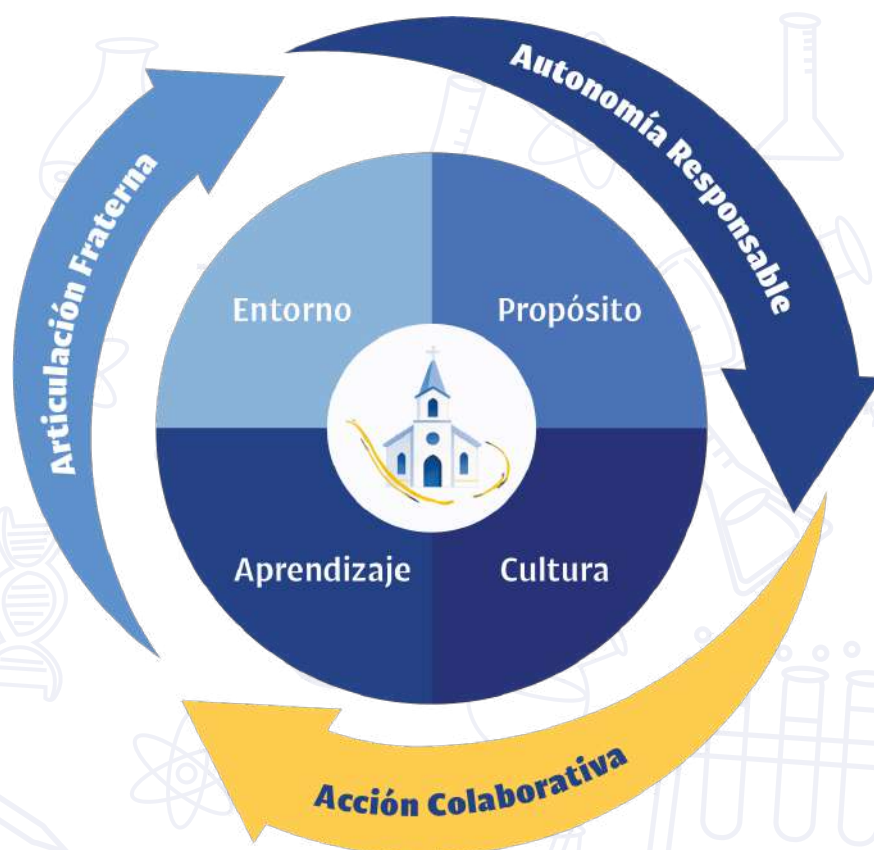 Autonomía Responsable
Articulación Fraterna
Entorno
Propósito
Aprendizaje
Cultura
Acción Colaborativa